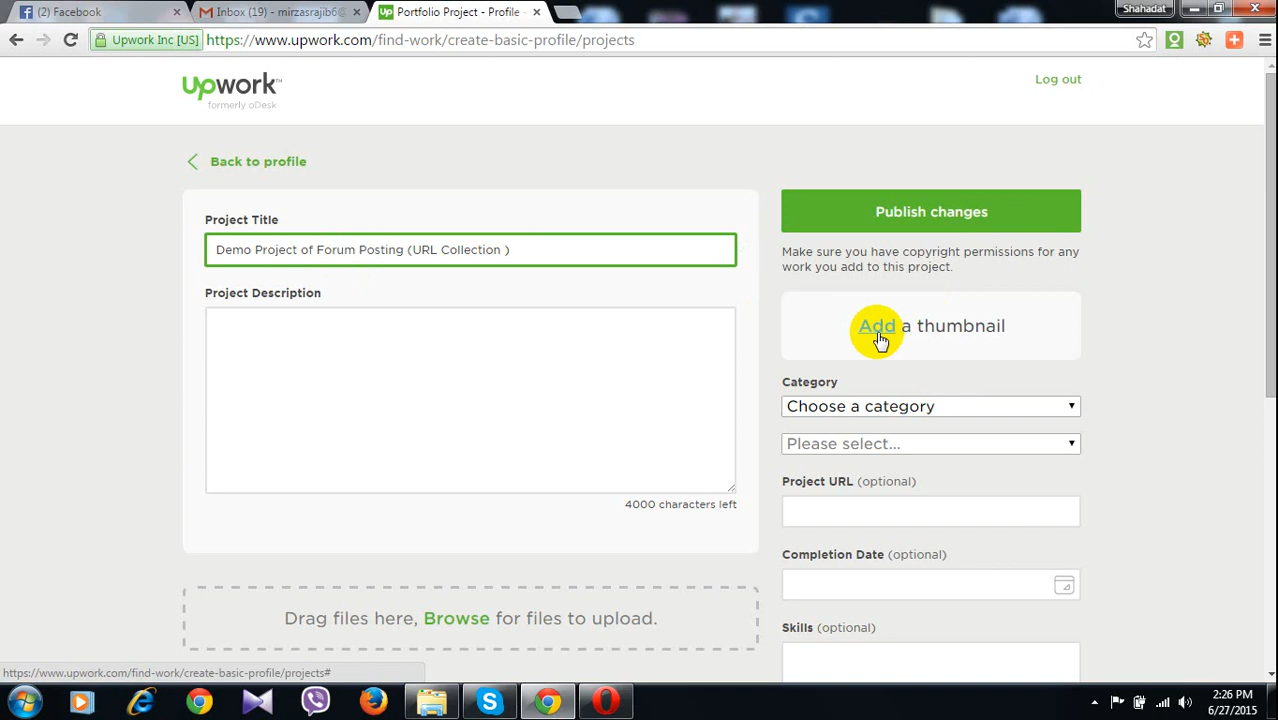 (2) Facebook
Inbox (19) - mirzasrajib6@
Portfolio Project - Profile -
Shahadat
Upwork Inc [US]
https://www.upwork.com/find-work/create-basic-profile/projects
Upwork™
formerly oDesk
Log out
Back to profile
Project Title
Demo Project of Forum Posting (URL Collection )
Project Description
4000 characters left
Drag files here, Browse for files to upload.
Publish changes
Make sure you have copyright permissions for any
work you add to this project.
Add a thumbnail
Category
Choose a category
Please select...
Project URL (optional)
Completion Date (optional)
Skills (optional)
https://www.upwork.com/find-work/create-basic-profile/projects#
2:26 PM
6/27/2015